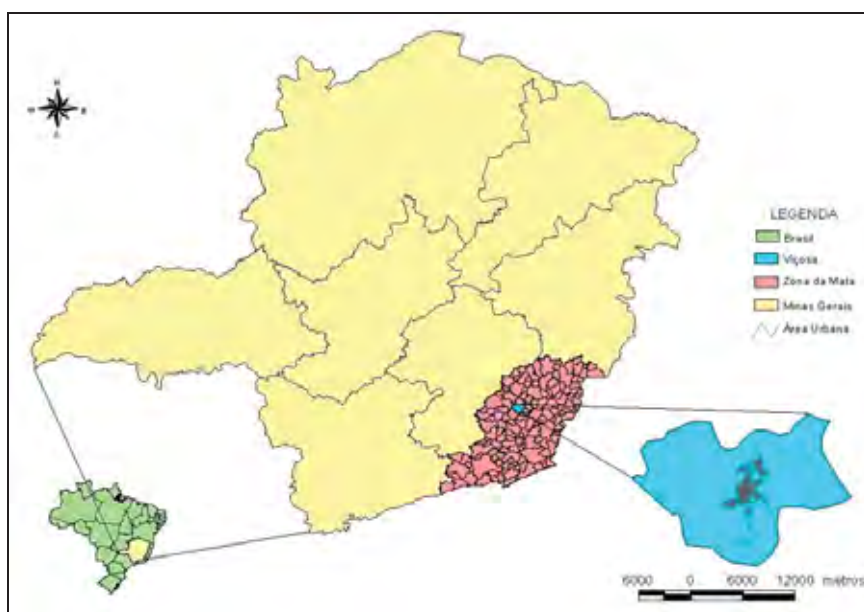 LEGENDA
Brasil
Viçosa
Zona da Mata
Minas Gerais
Área Urbana
6000 0 6000 12000 metros